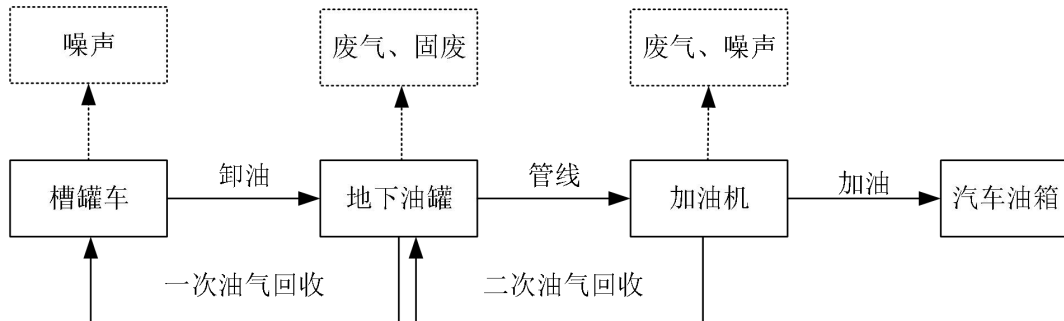 噪声
废气、固废
废气、噪声
槽罐车
卸油
地下油罐
管线
加油机
加油
汽车油箱
一次油气回收
二次油气回收